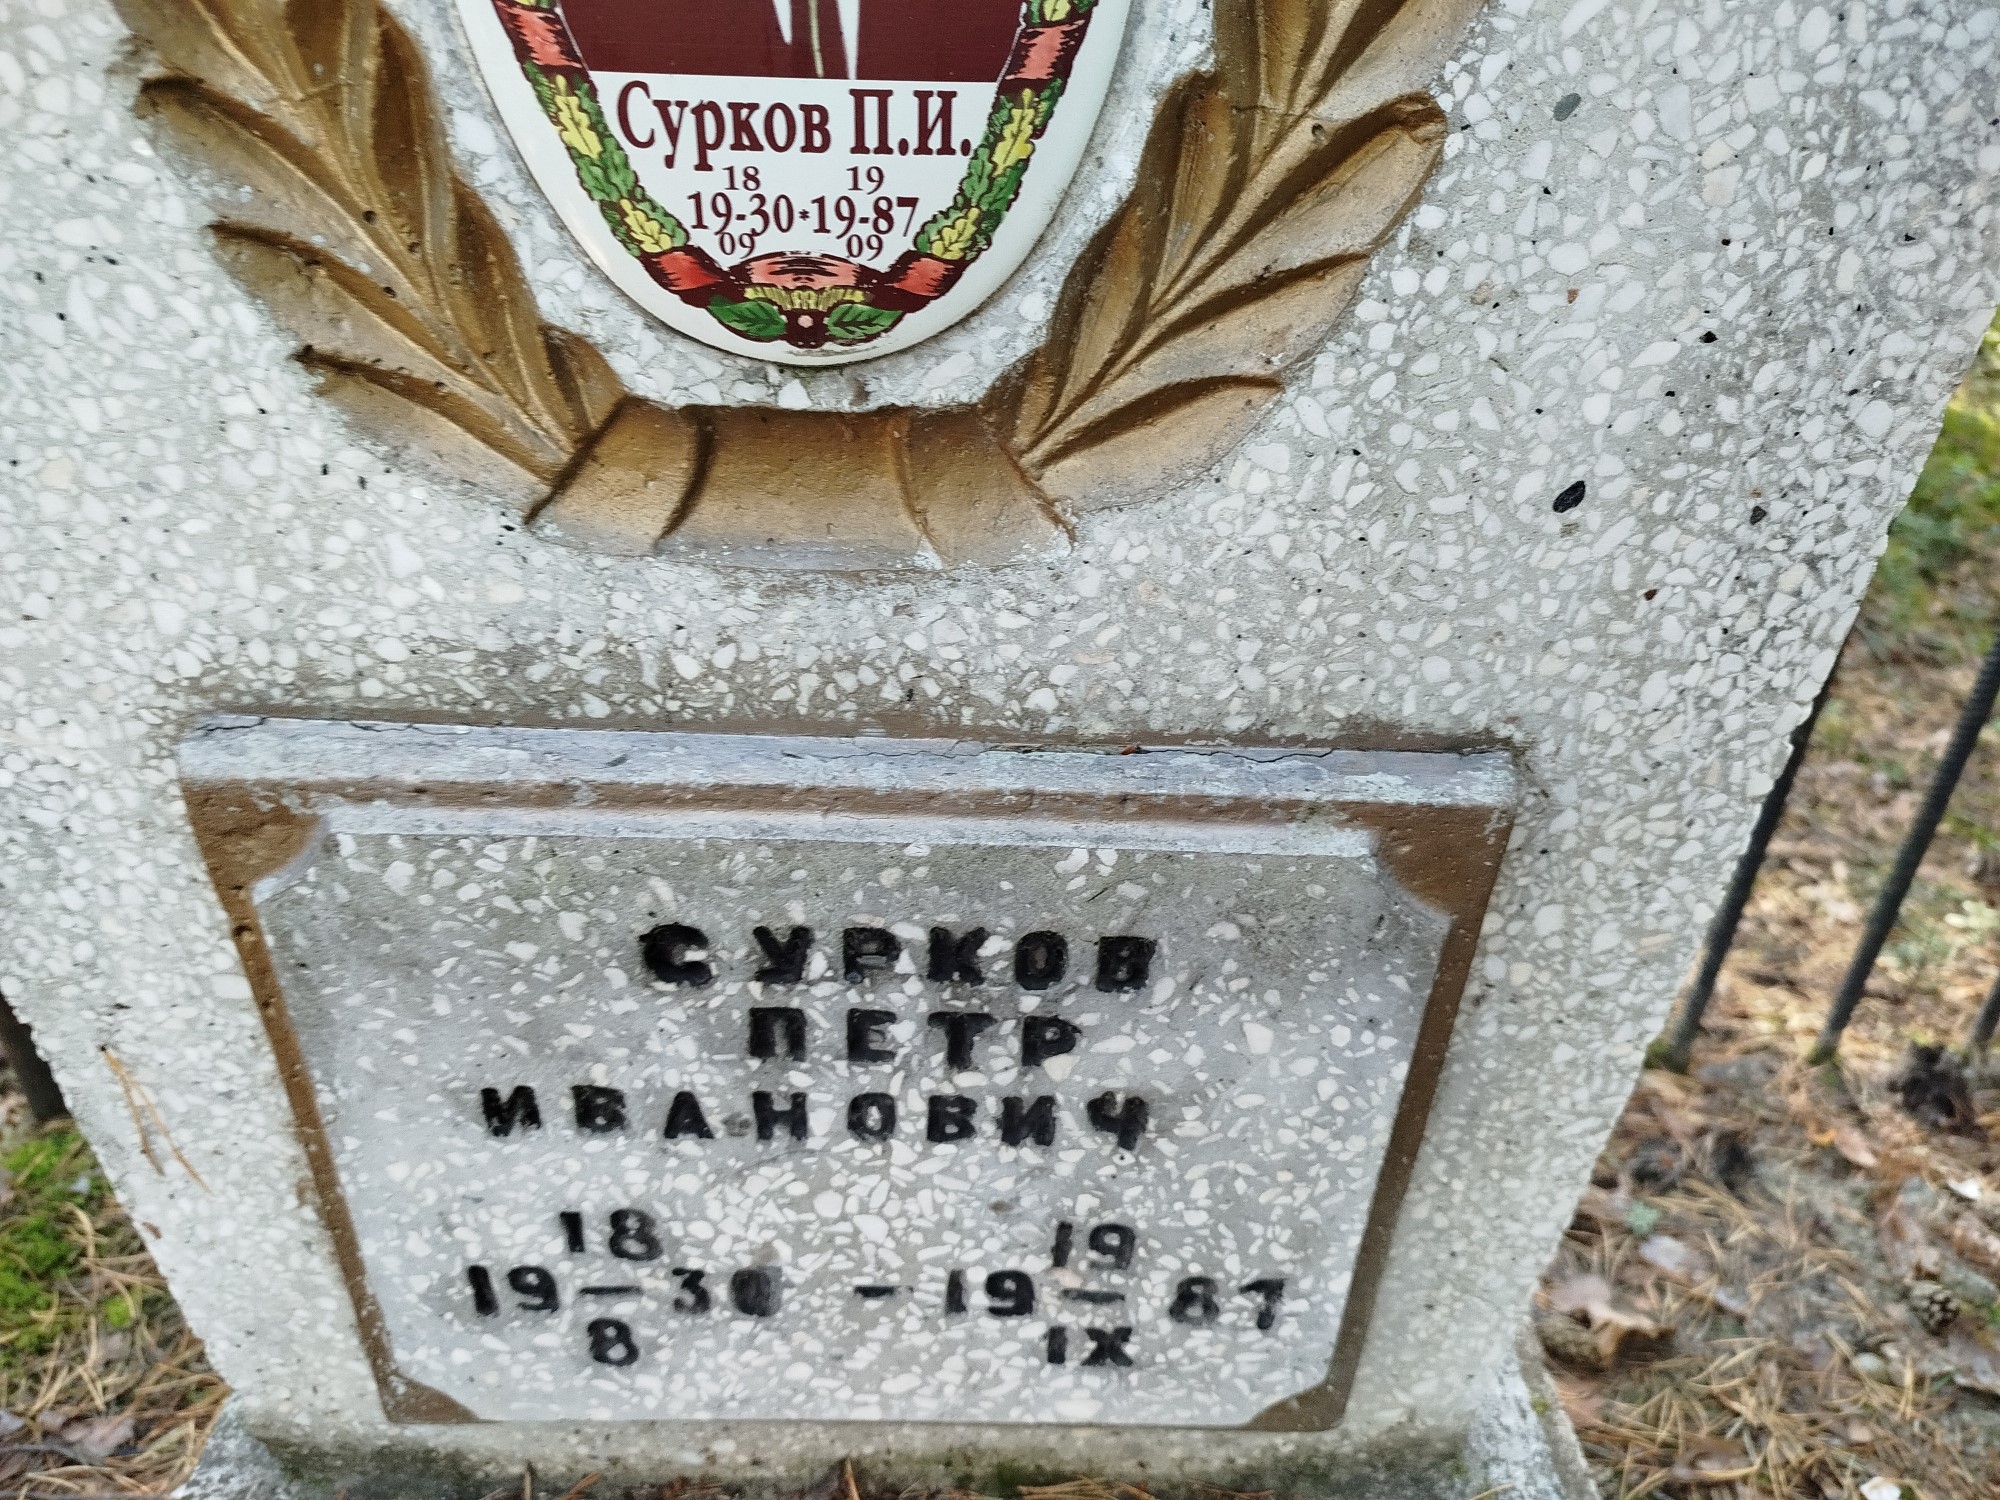 Сурков П.И.
18 19
19-30*19-87
09 09
СУРКОВ
ПЕТР
ИВАНОВИЧ
18 19
19—30 - 19—87
8 IX